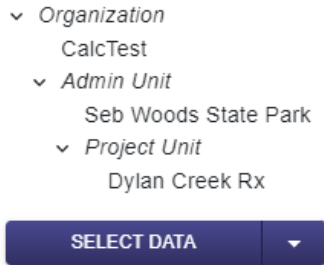 Organization
CalcTest
Admin Unit
Seb Woods State Park
Project Unit
Dylan Creek Rx
SELECT DATA